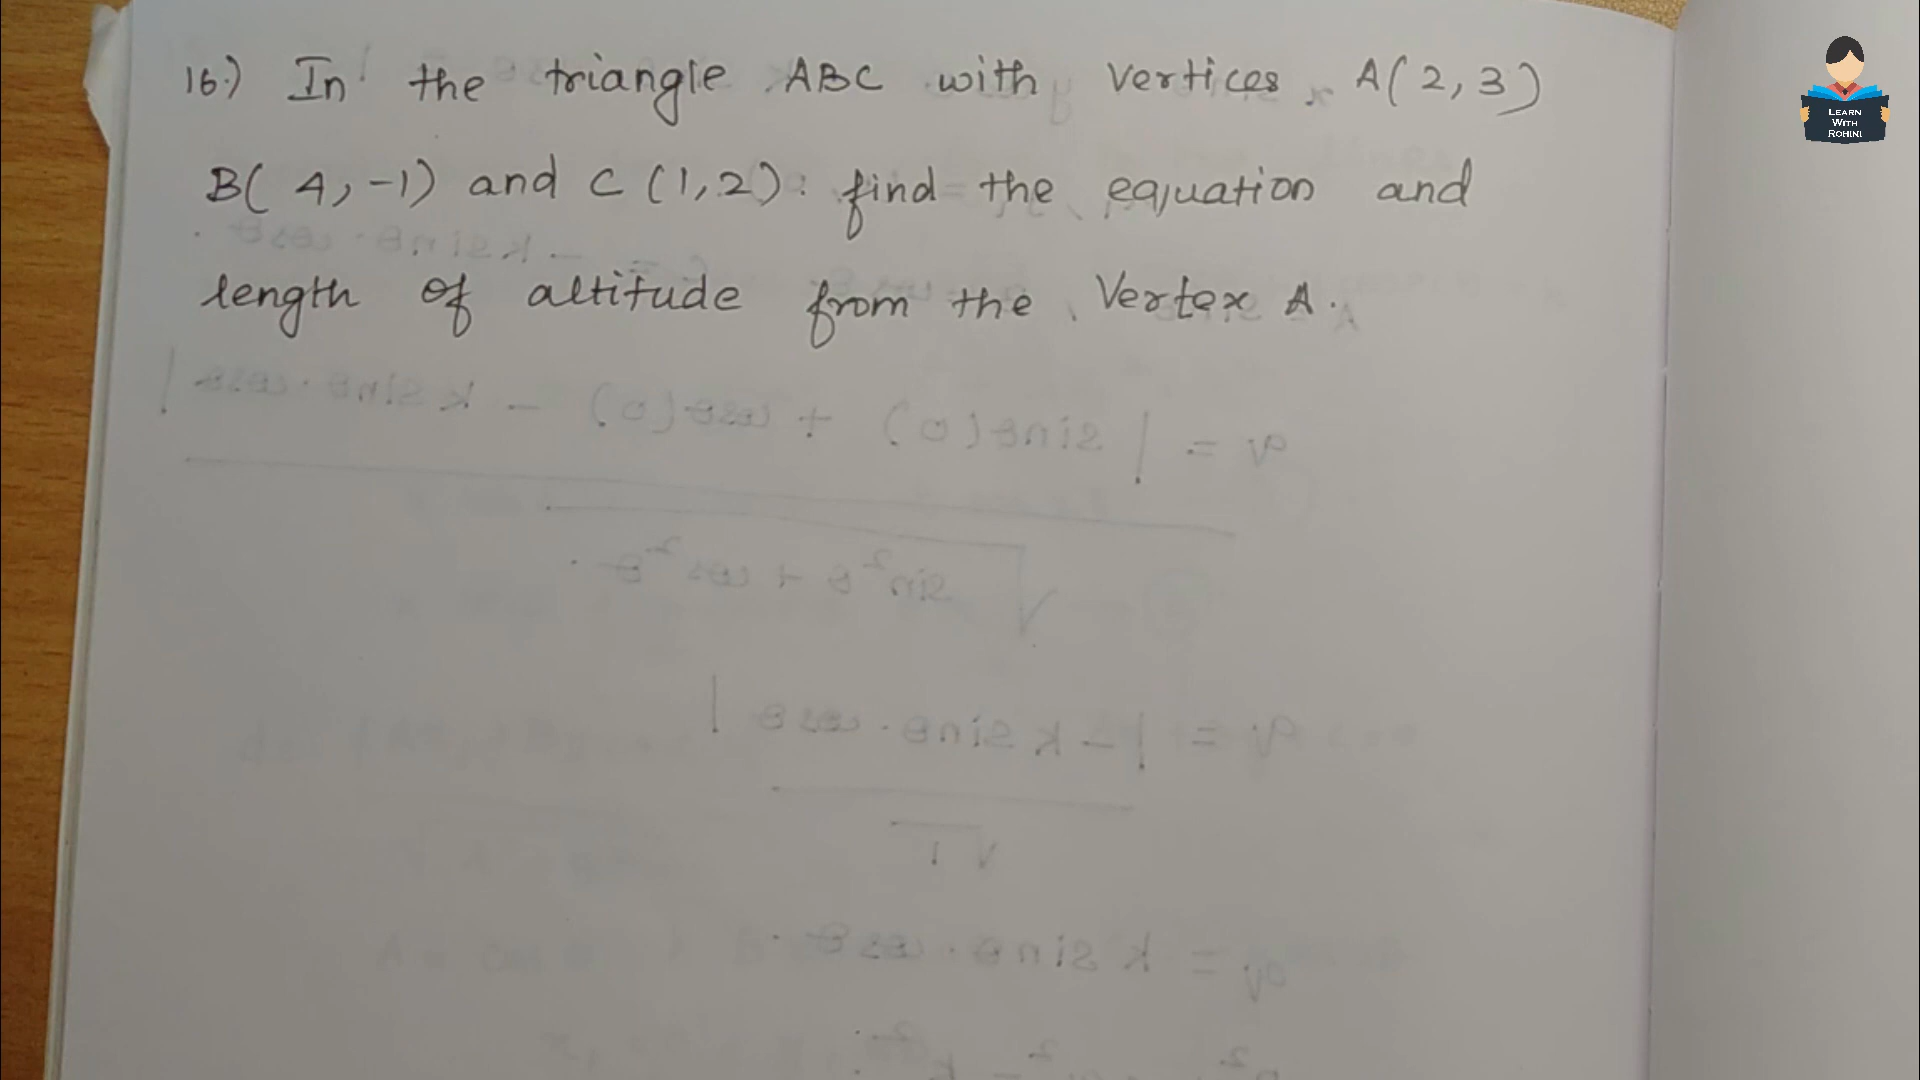 16.) In the triangle ABC with vertices A(2,3)
B(4,-1) and C(1,2). find the equation and
length of altitude from the Vertex A.
LEARN
WITH
ROHINI